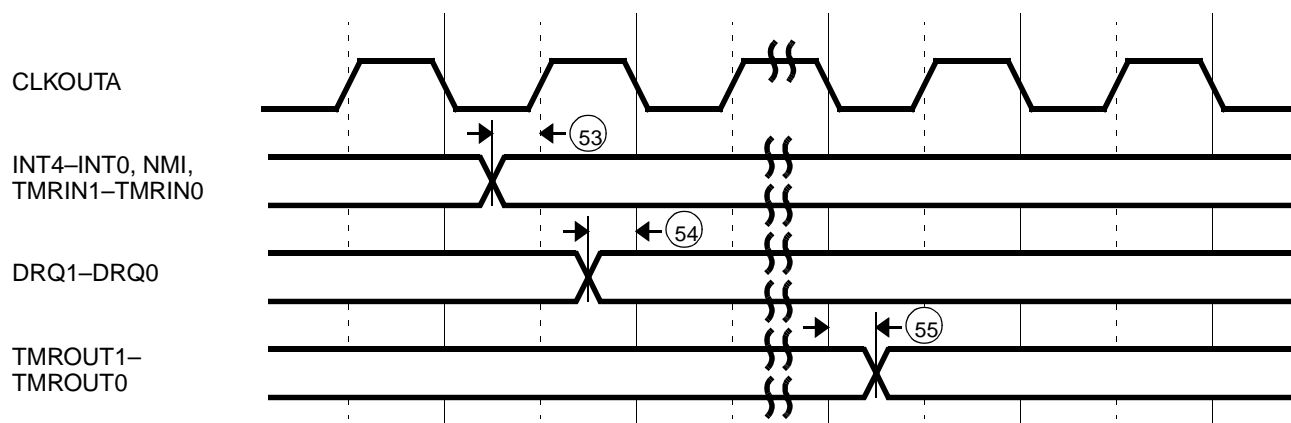 CLKOUTA
53
INT4–INT0, NMI,
TMRIN1–TMRIN0
54
DRQ1–DRQ0
55
TMROUT1–
TMROUT0